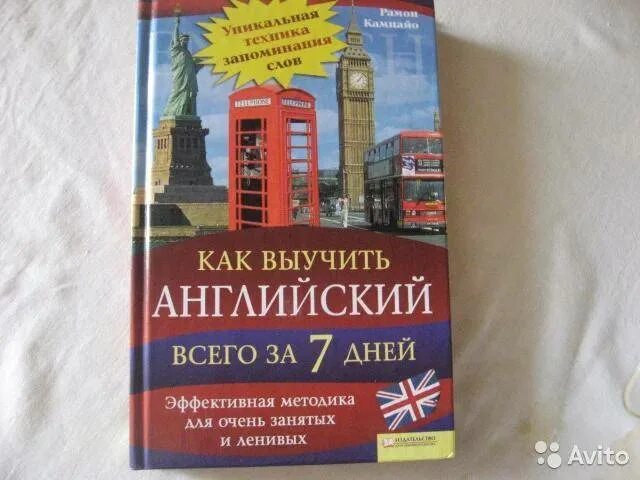 Уникальная
техника
запоминания
слов
Рамон
Кампайо
TELEPHONE
КАК ВЫУЧИТЬ
АНГЛИЙСКИЙ
ВСЕГО ЗА 7 ДНЕЙ
Эффективная методика
для очень занятых
и ленивых
ИЗДАТЕЛЬСТВО
Avito